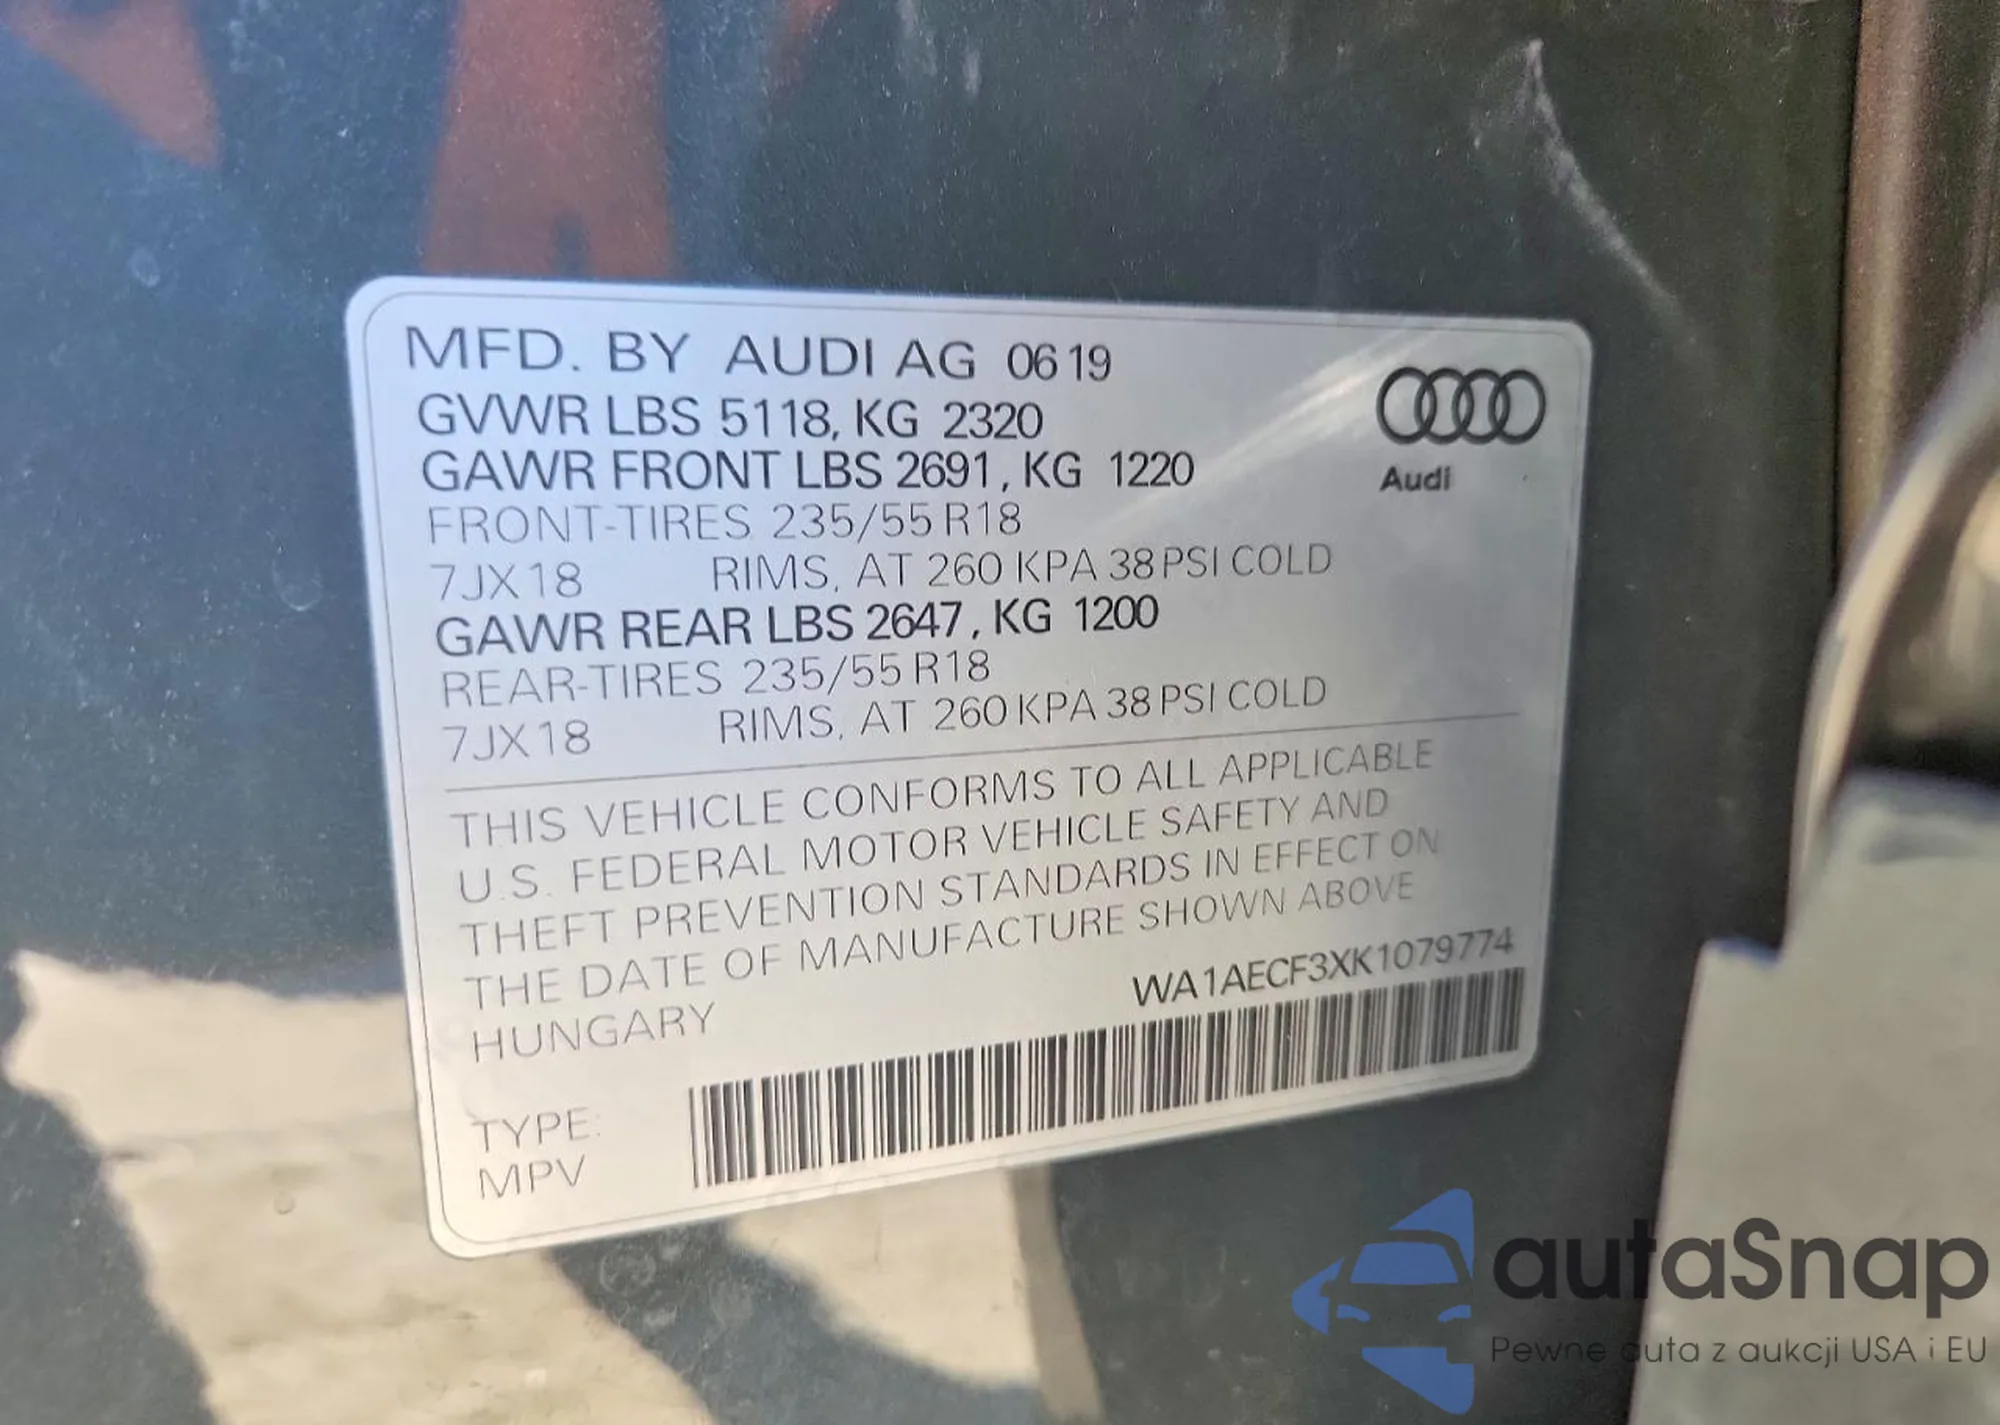 MFD. BY AUDI AG 06 19
GVWR LBS 5118, KG 2320
GAWR FRONT LBS 2691, KG 1220
FRONT-TIRES 235/55 R18
7JX18 RIMS, AT 260 KPA 38 PSI COLD
GAWR REAR LBS 2647, KG 1200
REAR-TIRES 235/55 R18
7JX18 RIMS, AT 260 KPA 38 PSI COLD
Audi
THIS VEHICLE CONFORMS TO ALL APPLICABLE
U.S. FEDERAL MOTOR VEHICLE SAFETY AND
THEFT PREVENTION STANDARDS IN EFFECT ON
THE DATE OF MANUFACTURE SHOWN ABOVE
HUNGARY
WA1AECF3XK1079774
TYPE:
MPV
autaSnap
Pewne auta z aukcji USA i EU